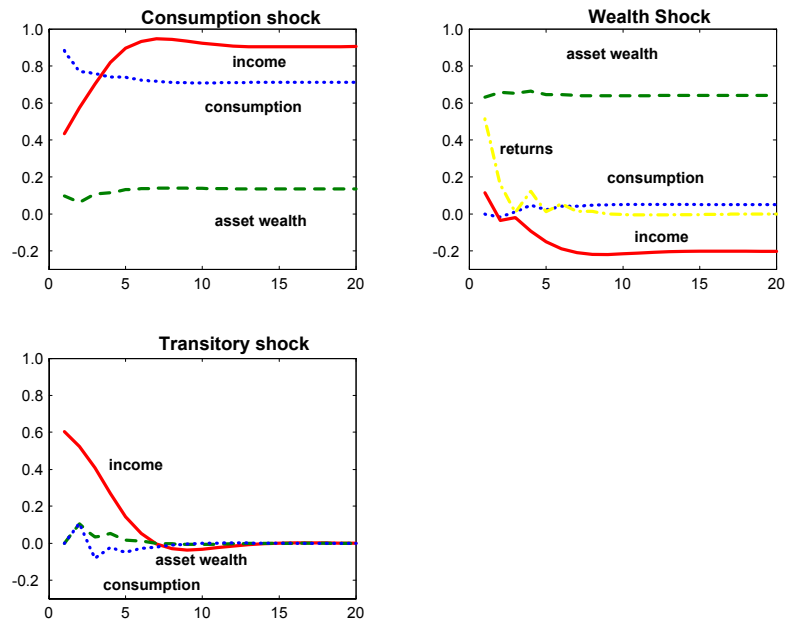 Consumption shock
1.0
0.8
0.6
0.4
0.2
0.0
-0.2
income
consumption
asset wealth
0 5 10 15 20
Wealth Shock
1.0
0.8
0.6
0.4
0.2
0.0
-0.2
asset wealth
returns
consumption
income
0 5 10 15 20
Transitory shock
1.0
0.8
0.6
0.4
0.2
0.0
-0.2
income
asset wealth
consumption
0 5 10 15 20